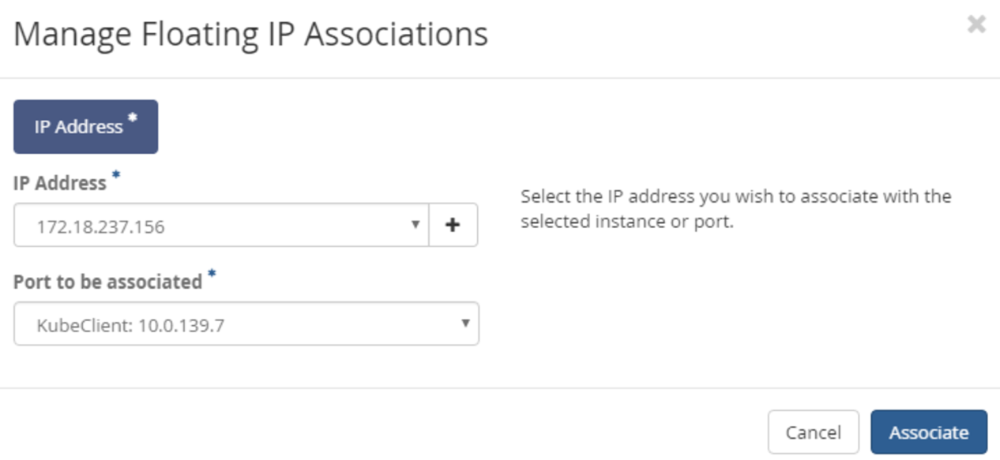 Manage Floating IP Associations
IP Address *
IP Address *
172.18.237.156
Select the IP address you wish to associate with the
selected instance or port.
Port to be associated *
KubeClient: 10.0.139.7
Cancel
Associate